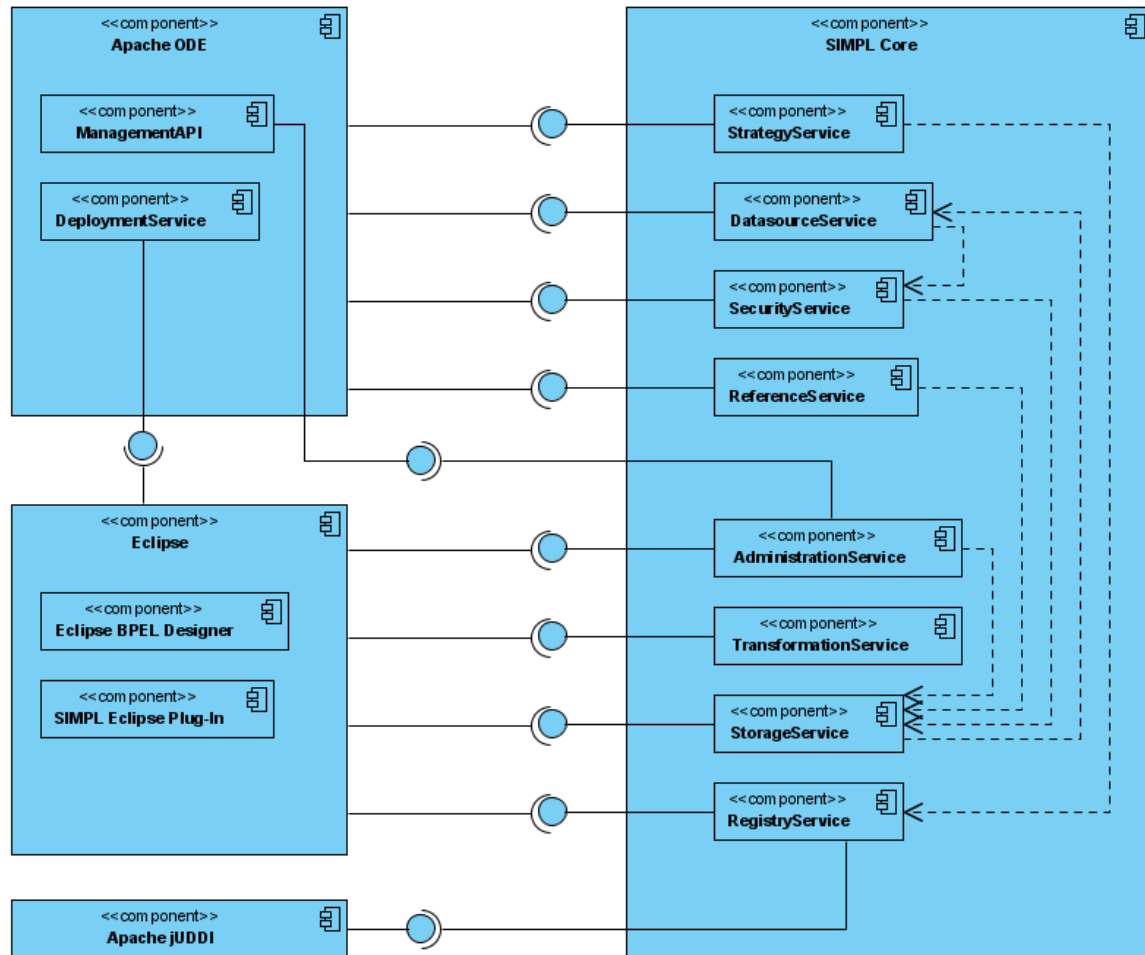 <<component>>
Apache ODE
<<component>>
ManagementAPI
<<component>>
DeploymentService
<<component>>
Eclipse
<<component>>
Eclipse BPEL Designer
<<component>>
SIMPL Eclipse Plug-In
<<component>>
Apache jUDDI
<<component>>
SIMPL Core
<<component>>
StrategyService
<<component>>
DatasourceService
<<component>>
SecurityService
<<component>>
ReferenceService
<<component>>
AdministrationService
<<component>>
TransformationService
<<component>>
StorageService
<<component>>
RegistryService